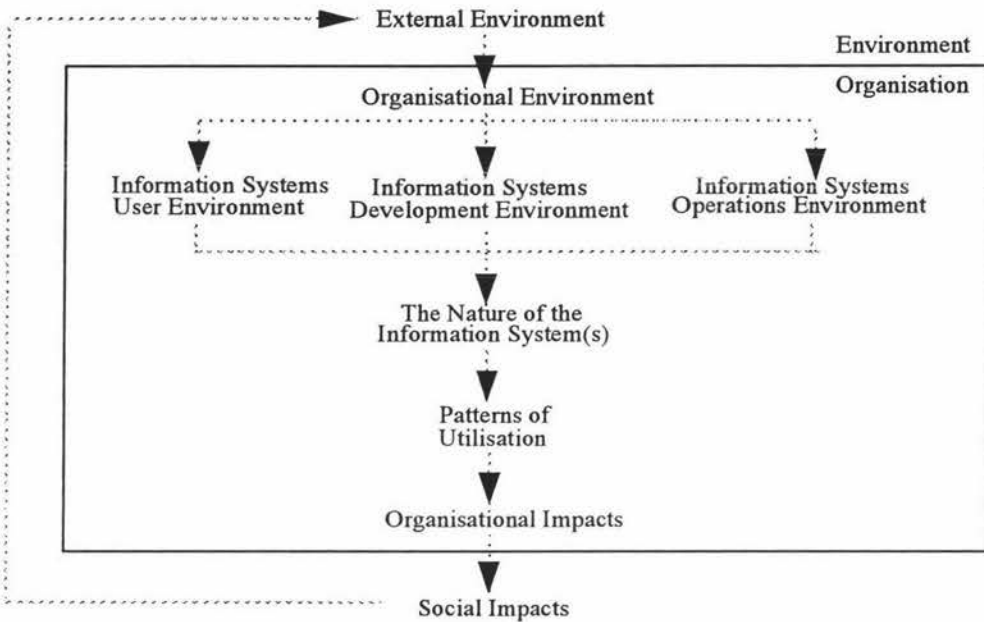 External Environment
Environment
Organisation
Organisational Environment
Information Systems
User Environment
Information Systems
Development Environment
Information Systems
Operations Environment
The Nature of the
Information System(s)
Patterns of
Utilisation
Organisational Impacts
Social Impacts